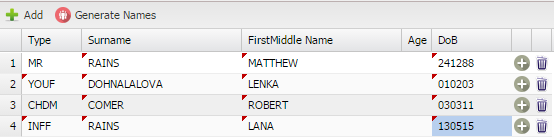 Add Generate Names
Type Surname FirstMiddle Name Age DoB
1 MR RAINS MATTHEW 241288
2 YOUF DOHNALALOVA LENKA 010203
3 CHDM COMER ROBERT 030311
4 INFF RAINS LANA 130515